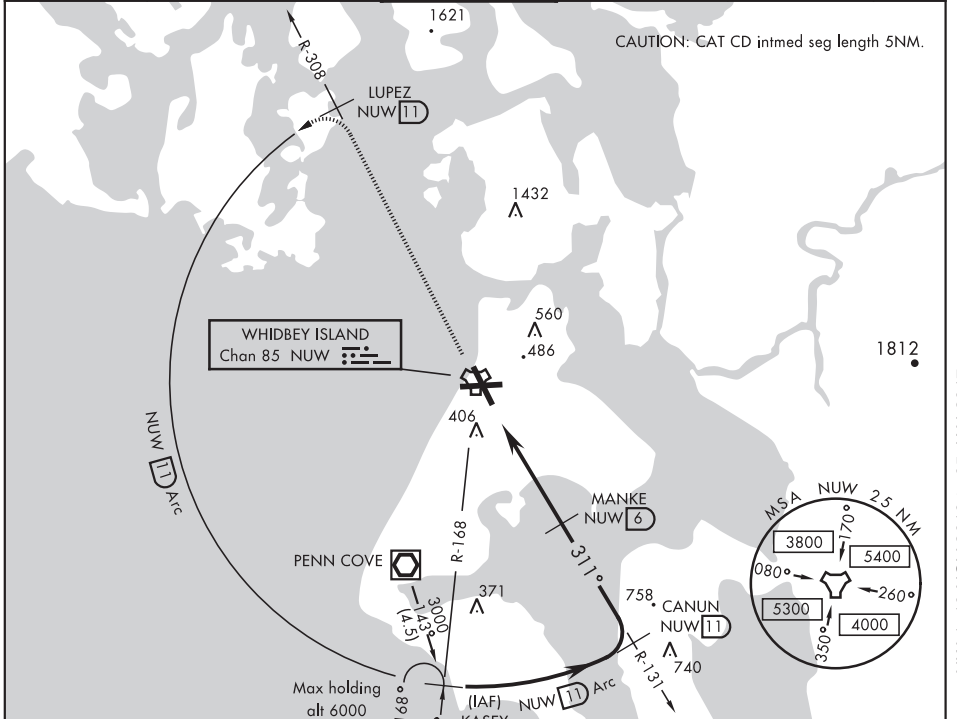 1621
CAUTION: CAT CD intmed seg length 5NM.
R-308
LUPEZ
NUW 11
1432
560
486
WHIDBEY ISLAND
Chan 85 NUW
1812
406
NUW 11 Arc
MANKE
NUW 6
MSA NUW 25 NM
3800
170°
5400
080°
260°
5300
4000
350°
R-168
311°
PENN COVE
3000
143°
(4.5)
371
758
CANUN
NUW 11
740
R-131
Max holding
alt 6000
(IAF)
NUW 11 Arc
KASEY